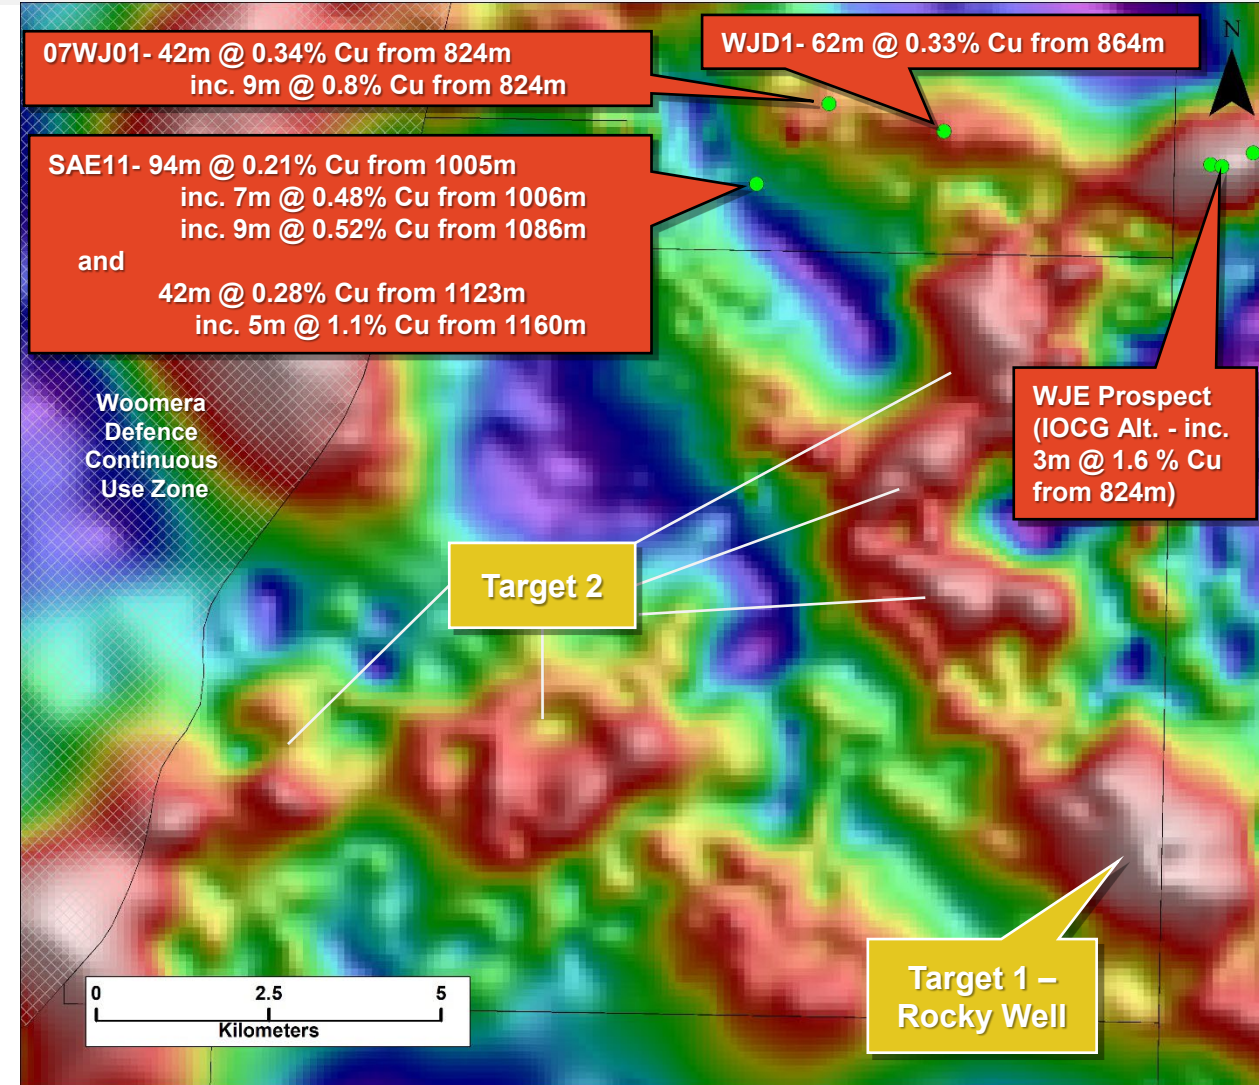 07WJ01- 42m @ 0.34% Cu from 824m
inc. 9m @ 0.8% Cu from 824m
WJD1- 62m @ 0.33% Cu from 864m
N
SAE11- 94m @ 0.21% Cu from 1005m
inc. 7m @ 0.48% Cu from 1006m
inc. 9m @ 0.52% Cu from 1086m
and
42m @ 0.28% Cu from 1123m
inc. 5m @ 1.1% Cu from 1160m
Woomera
Defence
Continuous
Use Zone
WJE Prospect
(IOCG Alt. - inc.
3m @ 1.6 % Cu
from 824m)
Target 2
Target 1 –
Rocky Well
0 2.5 5
Kilometers